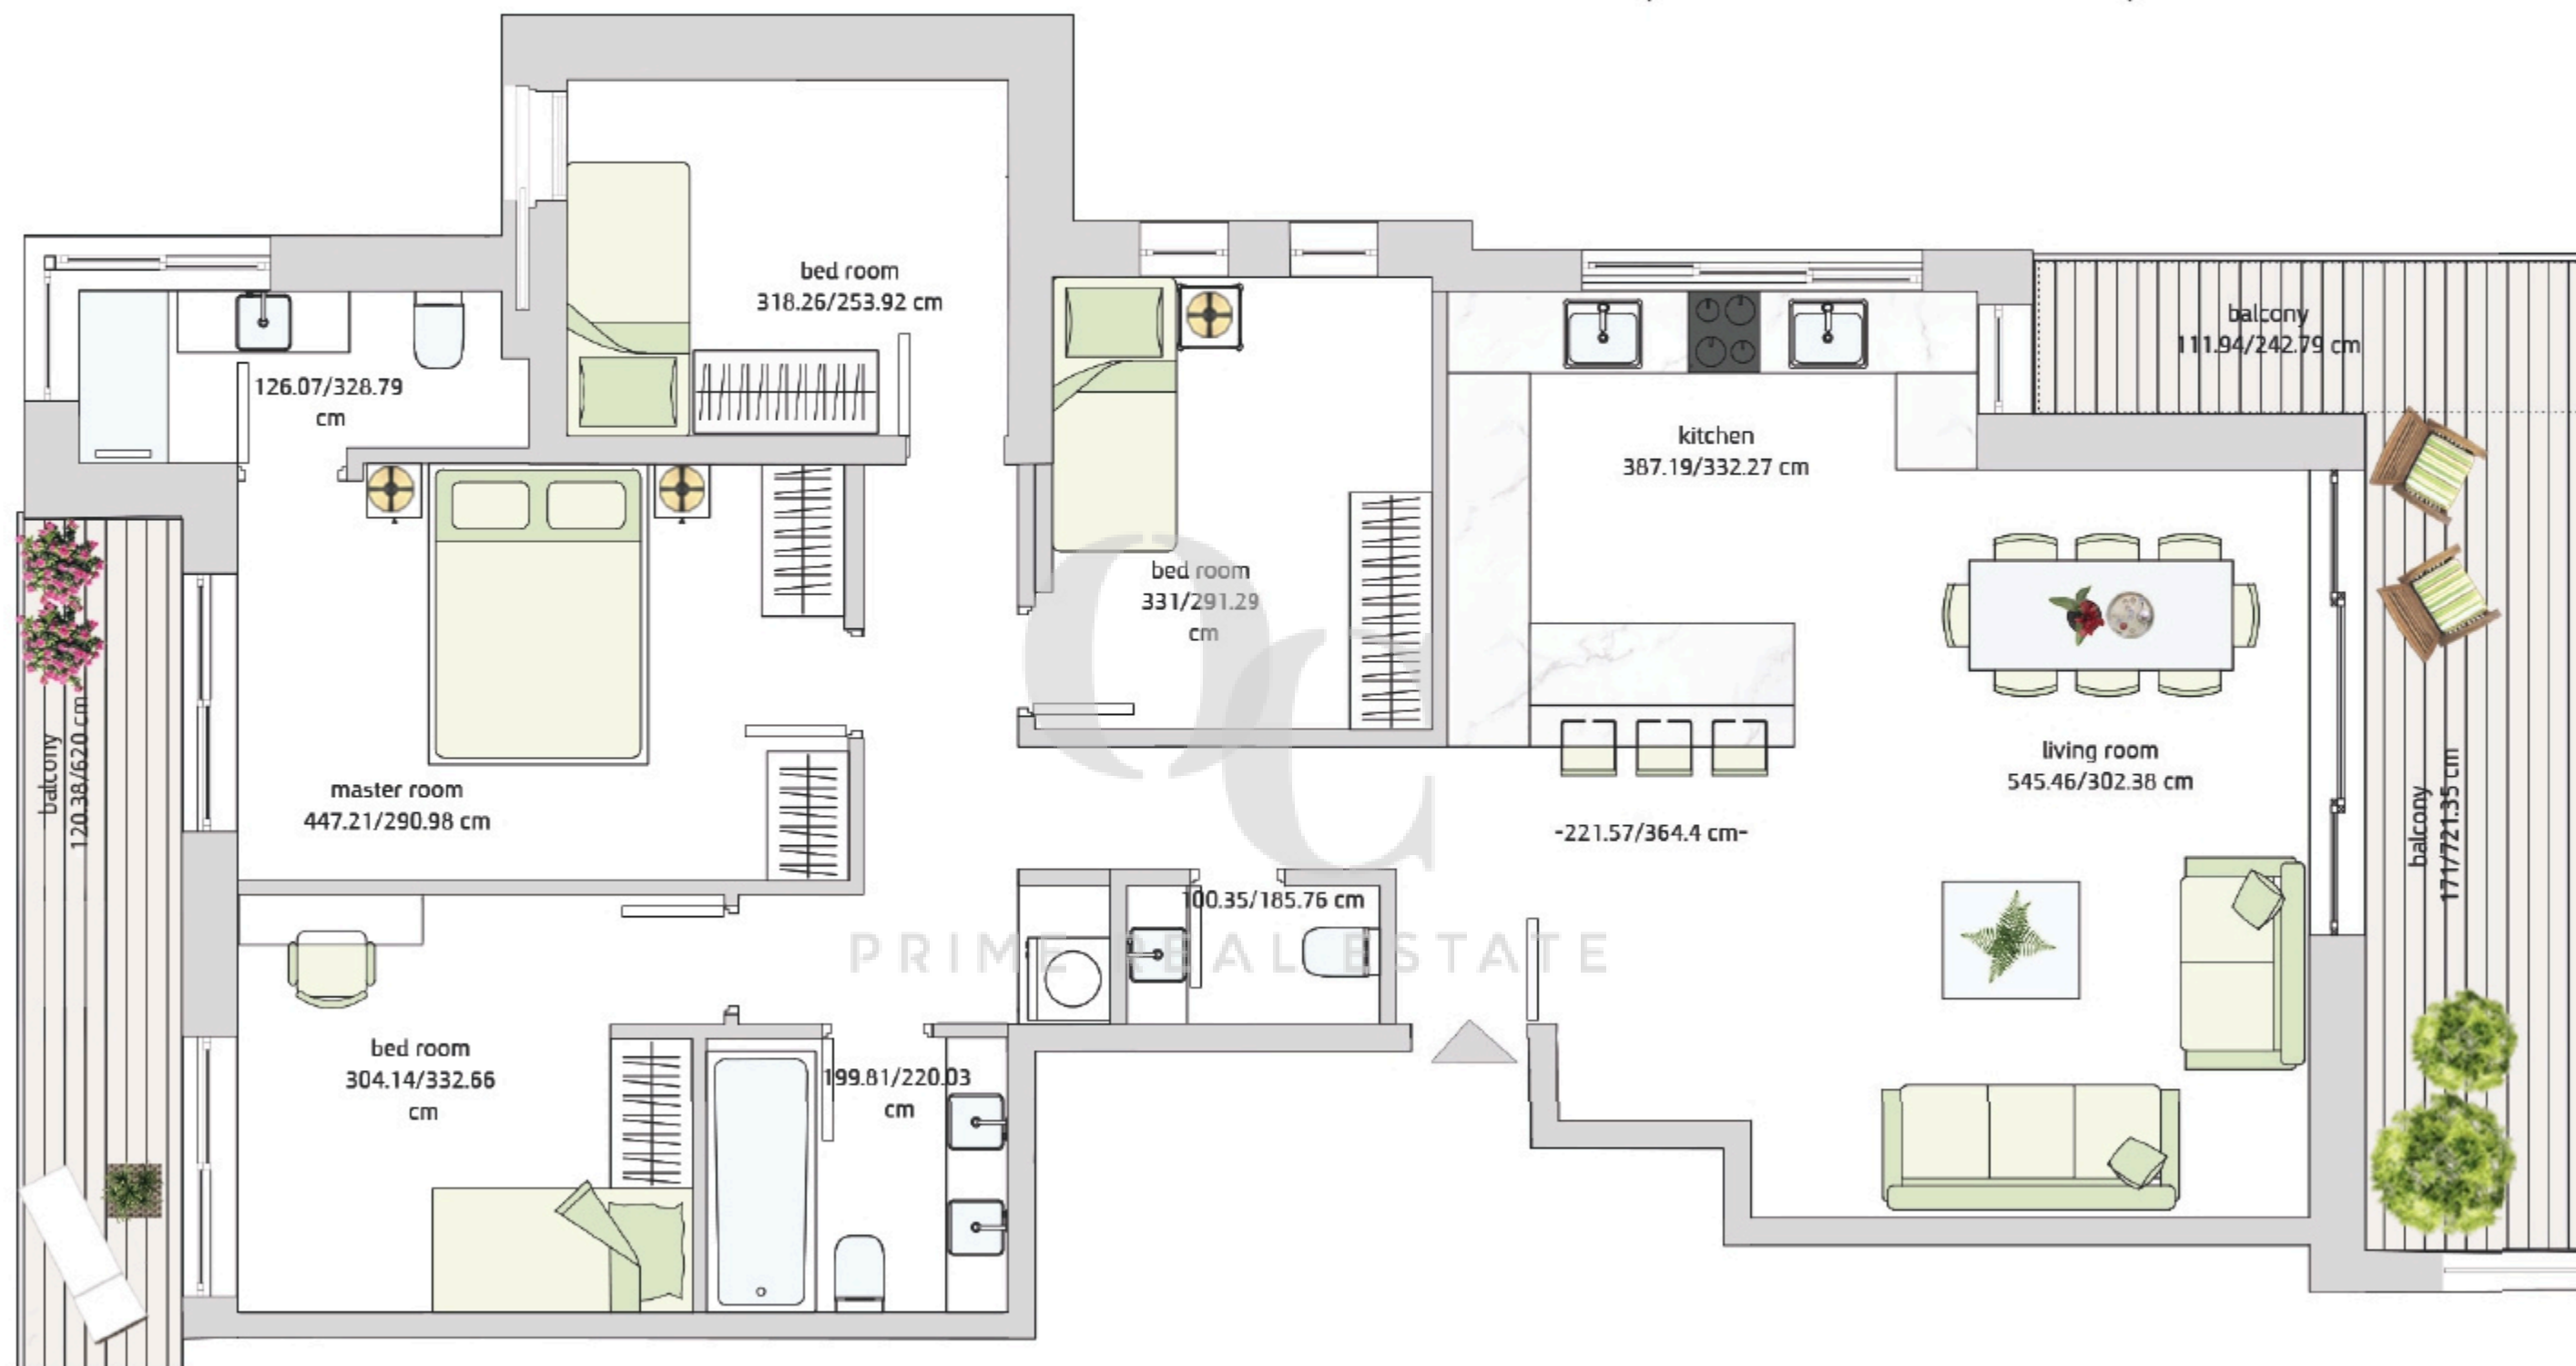 bed room
318.26/253.92 cm
126.07/328.79
cm
balcony
111.94/242.79 cm
kitchen
387.19/332.27 cm
bed room
331/291.29
cm
master room
447.21/290.98 cm
balcony
120.38/620 cm
living room
545.46/302.38 cm
-221.57/364.4 cm-
balcony
171/721.35 cm
100.35/185.76 cm
OC
PRIME REAL ESTATE
bed room
304.14/332.66
cm
199.81/220.03
cm